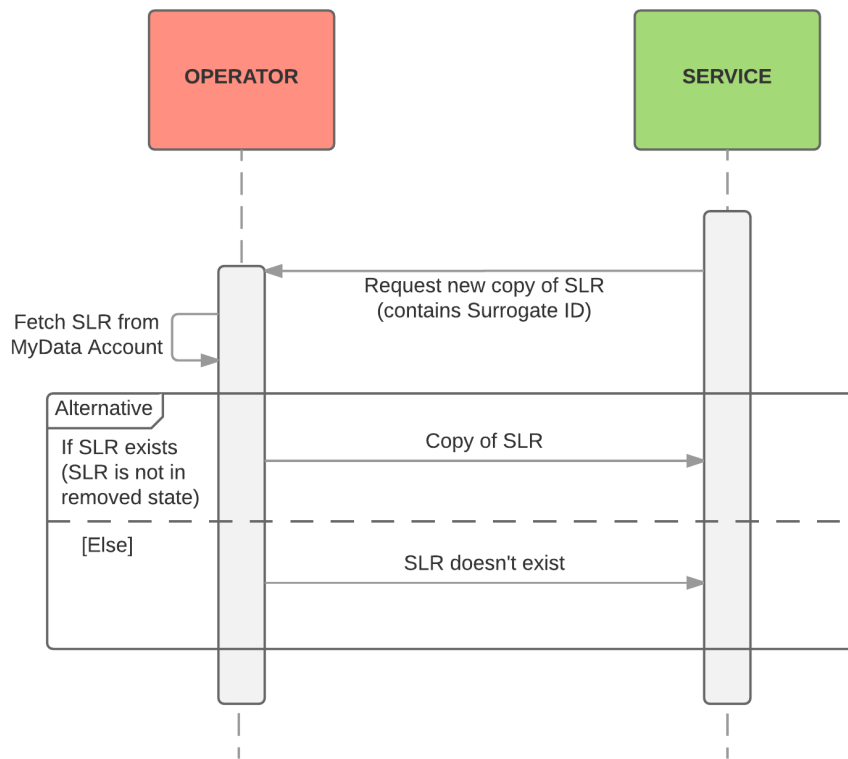 OPERATOR
SERVICE
Request new copy of SLR
(contains Surrogate ID)
Fetch SLR from
MyData Account
Alternative
If SLR exists
(SLR is not in
removed state)
Copy of SLR
[Else]
SLR doesn't exist